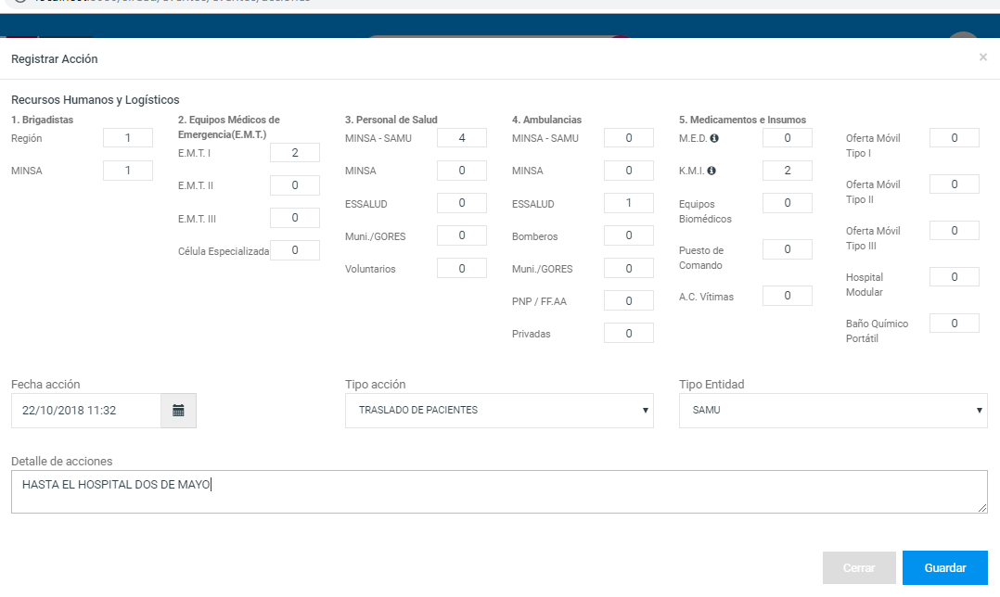 Registrar Acción
×
Recursos Humanos y Logísticos
1. Brigadistas
Región 1
MINSA 1
2. Equipos Médicos de
Emergencia(E.M.T.)
E.M.T. I 2
E.M.T. II 0
E.M.T. III 0
Célula Especializada 0
3. Personal de Salud
MINSA - SAMU 4
MINSA 0
ESSALUD 0
Muni./GORES 0
Voluntarios 0
4. Ambulancias
MINSA - SAMU 0
MINSA 0
ESSALUD 1
Bomberos 0
Muni./GORES 0
PNP / FF.AA 0
Privadas 0
5. Medicamentos e Insumos
M.E.D. 0
K.M.I. 2
Equipos
Biomédicos 0
Puesto de
Comando 0
A.C. Vítimas 0
Oferta Móvil
Tipo I 0
Oferta Móvil
Tipo II 0
Oferta Móvil
Tipo III 0
Hospital
Modular 0
Baño Químico
Portátil 0
Fecha acción
22/10/2018 11:32
Tipo acción
TRASLADO DE PACIENTES
Tipo Entidad
SAMU
Detalle de acciones
HASTA EL HOSPITAL DOS DE MAYO
Cerrar
Guardar